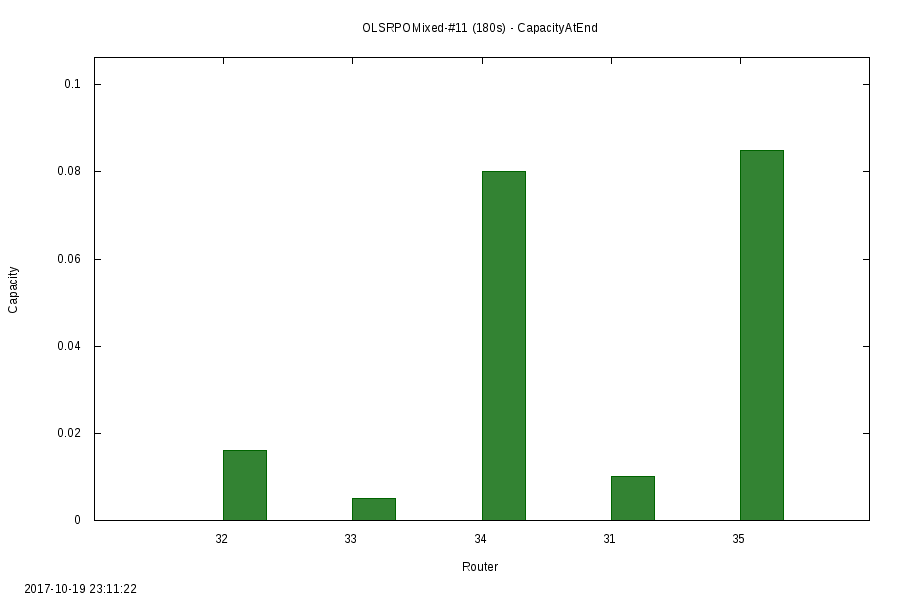 OLSRPOMixed-#11 (180s) - CapacityAtEnd
0.1
0.08
0.06
0.04
0.02
0
Capacity
32 33 34 31 35
Router
2017-10-19 23:11:22